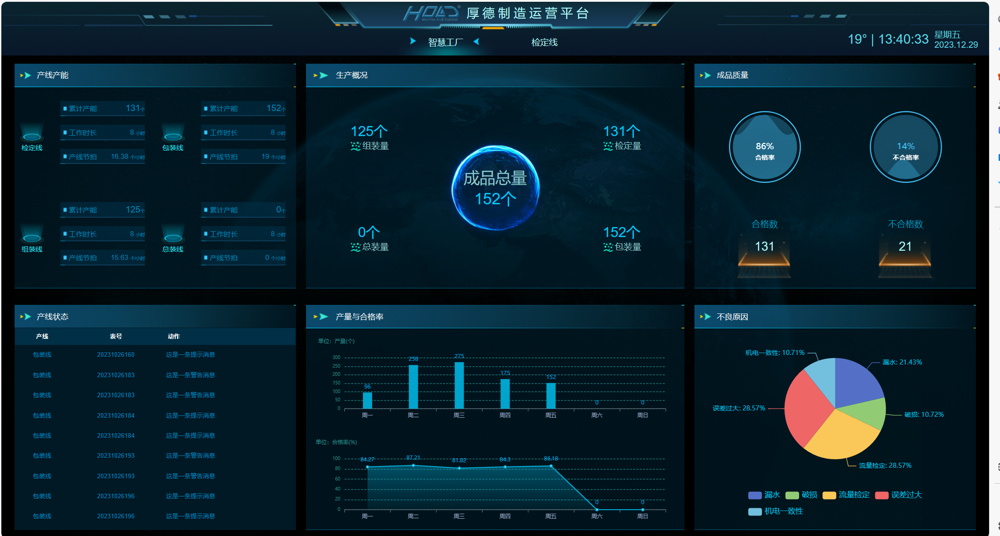 HOAD® 厚德制造运营平台
Monitor And Control
智慧工厂
检定线
19° | 13:40:33
星期五
2023.12.29
产线产能
检定线
累计产能 131个
工作时长 8 小时
产线节拍 16.38 个/小时
包装线
累计产能 152个
工作时长 8 小时
产线节拍 19 个/小时
组装线
累计产能 125个
工作时长 8 小时
产线节拍 15.63 个/小时
总装线
累计产能 0个
工作时长 8 小时
产线节拍 0 个/小时
生产概况
125个
组装量
131个
检定量
成品总量
152个
0个
总装量
152个
包装量
成品质量
86%
合格率
14%
不合格率
合格数
131
不合格数
21
产线状态
产线 表号 动作
包装线 20231026160 这是一条提示消息
包装线 20231026183 这是一条警告消息
包装线 20231026183 这是一条警告消息
包装线 20231026184 这是一条提示消息
包装线 20231026184 这是一条提示消息
包装线 20231026193 这是一条警告消息
包装线 20231026193 这是一条警告消息
包装线 20231026196 这是一条提示消息
包装线 20231026196 这是一条提示消息
产量与合格率
单位：产量(个)
300
250
200
150
100
50
0
96 258 275 175 152 0 0
周一 周二 周三 周四 周五 周六 周日
单位：合格率(%)
100
80
60
40
20
0
84.27 87.21 81.82 84.3 86.18 0 0
周一 周二 周三 周四 周五 周六 周日
不良原因
机电一致性: 10.71%
漏水: 21.43%
误差过大: 28.57%
破损: 10.72%
流量检定: 28.57%
漏水 破损 流量检定 误差过大
机电一致性